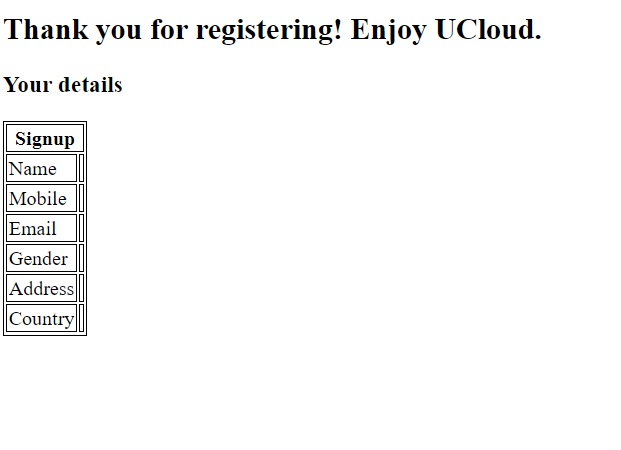 Thank you for registering! Enjoy UCloud.
Your details
Signup
Name
Mobile
Email
Gender
Address
Country